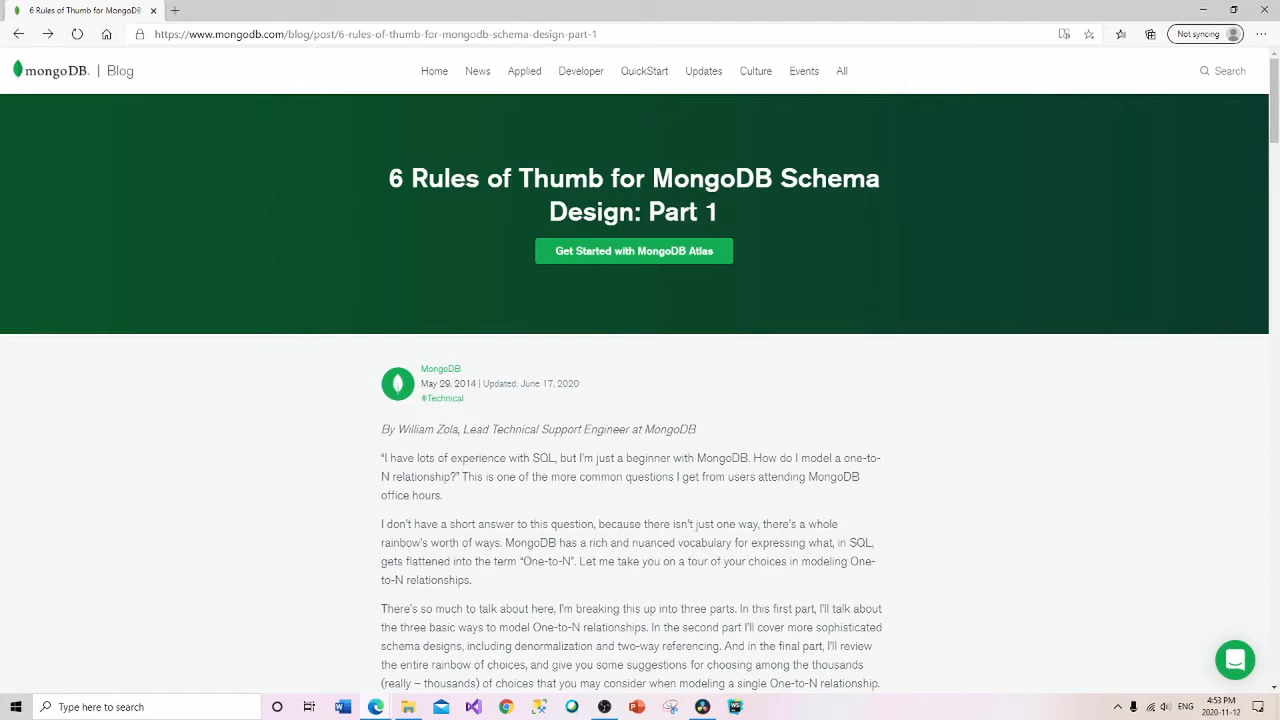 6 Rules of Thumb for MongoDB
https://www.mongodb.com/blog/post/6-rules-of-thumb-for-mongodb-schema-design-part-1
Not syncing
mongoDB. | Blog
Home News Applied Developer QuickStart Updates Culture Events All
Search
6 Rules of Thumb for MongoDB Schema
Design: Part 1
Get Started with MongoDB Atlas
MongoDB
May 29, 2014 | Updated: June 17, 2020
#Technical
By William Zola, Lead Technical Support Engineer at MongoDB
“I have lots of experience with SQL, but I’m just a beginner with MongoDB. How do I model a one-to-
N relationship?” This is one of the more common questions I get from users attending MongoDB
office hours.
I don’t have a short answer to this question, because there isn’t just one way, there’s a whole
rainbow’s worth of ways. MongoDB has a rich and nuanced vocabulary for expressing what, in SQL,
gets flattened into the term “One-to-N”. Let me take you on a tour of your choices in modeling One-
to-N relationships.
There’s so much to talk about here, I’m breaking this up into three parts. In this first part, I’ll talk about
the three basic ways to model One-to-N relationships. In the second part I’ll cover more sophisticated
schema designs, including denormalization and two-way referencing. And in the final part, I’ll review
the entire rainbow of choices, and give you some suggestions for choosing among the thousands
(really – thousands) of choices that you may consider when modeling a single One-to-N relationship.
Type here to search
ENG
4:53 PM
2020-11-12